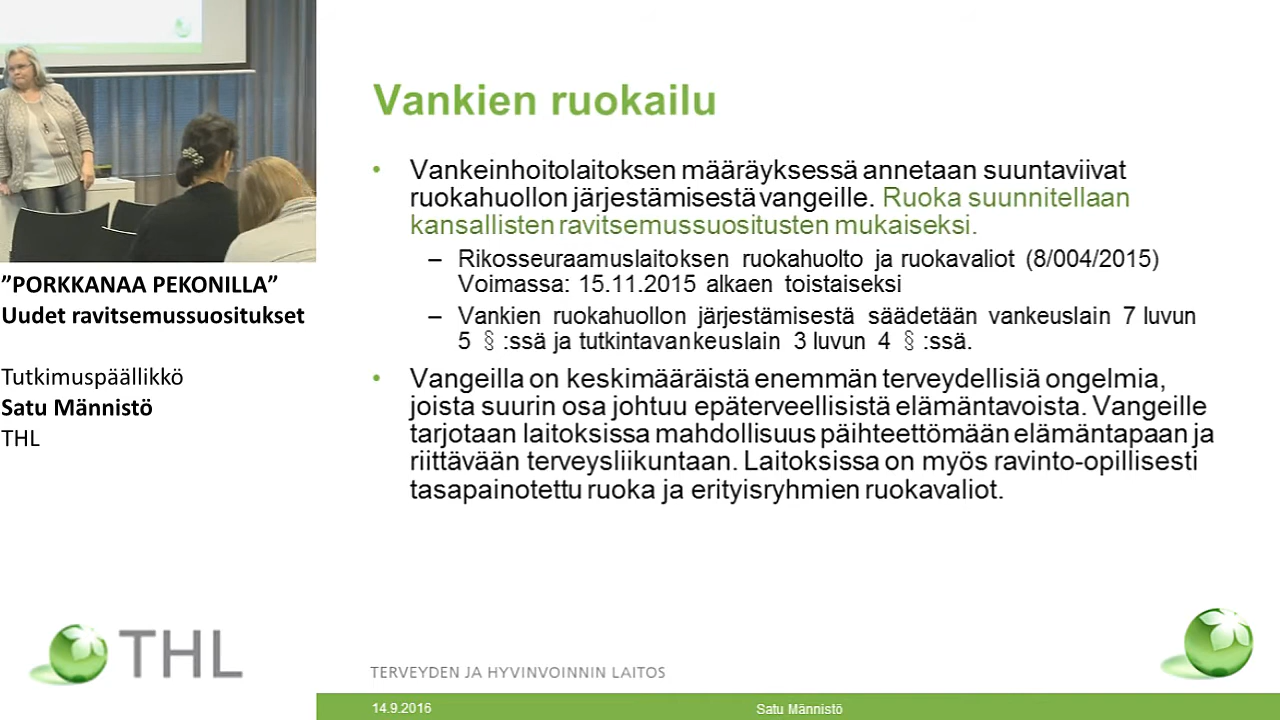 ”PORKKANAA PEKONILLA”
Uudet ravitsemussuositukset
Tutkimuspäällikkö
Satu Männistö
THL
THL
Vankien ruokailu
• Vankeinhoitolaitoksen määräyksessä annetaan suuntaviivat
ruokahuollon järjestämisestä vangeille. Ruoka suunnitellaan
kansallisten ravitsemussuositusten mukaiseksi.
– Rikosseuraamuslaitoksen ruokahuolto ja ruokavaliot (8/004/2015)
Voimassa: 15.11.2015 alkaen toistaiseksi
– Vankien ruokahuollon järjestämisestä säädetään vankeuslain 7 luvun
5 § :ssä ja tutkintavankeuslain 3 luvun 4 § :ssä.
• Vangeilla on keskimääräistä enemmän terveydellisiä ongelmia,
joista suurin osa johtuu epäterveellisistä elämäntavoista. Vangeille
tarjotaan laitoksissa mahdollisuus päihteettömään elämäntapaan ja
riittävään terveysliikuntaan. Laitoksissa on myös ravinto-opillisesti
tasapainotettu ruoka ja erityisryhmien ruokavaliot.
TERVEYDEN JA HYVINVOINNIN LAITOS
14.9.2016
Satu Männistö